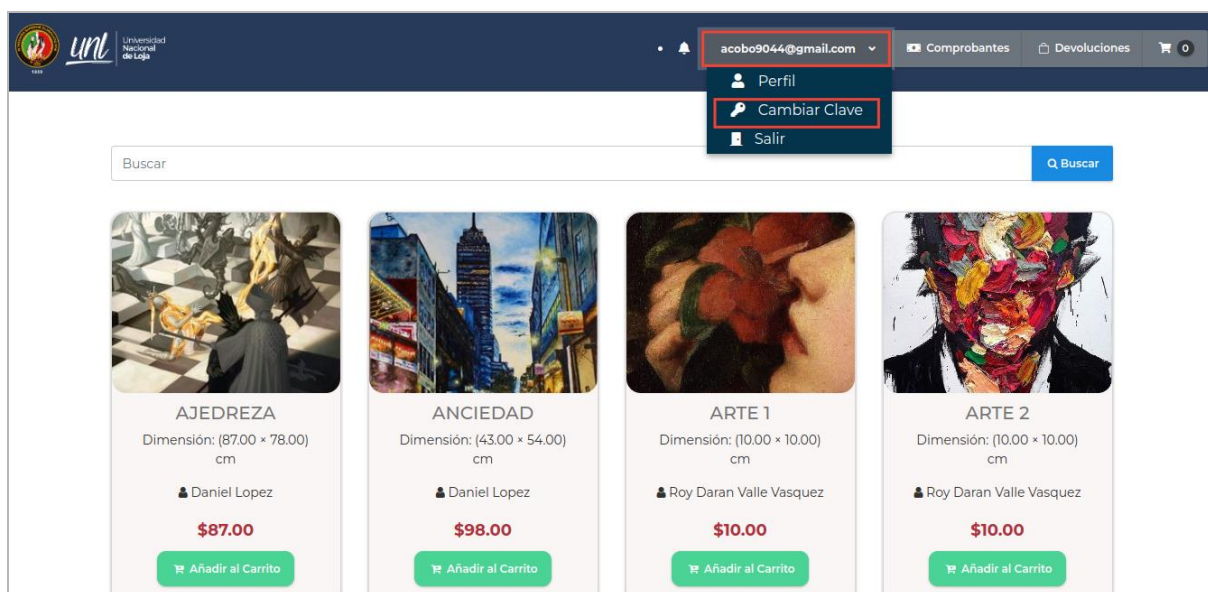 unl
Universidad
Nacional
de Loja
1859
acobo9044@gmail.com
Comprobantes
Devoluciones
0
Perfil
Cambiar Clave
Salir
Buscar
Buscar
AJEDREZA
Dimensión: (87.00 × 78.00)
cm
Daniel Lopez
$87.00
Añadir al Carrito
ANCIEDAD
Dimensión: (43.00 × 54.00)
cm
Daniel Lopez
$98.00
Añadir al Carrito
ARTE 1
Dimensión: (10.00 × 10.00)
cm
Roy Daran Valle Vasquez
$10.00
Añadir al Carrito
ARTE 2
Dimensión: (10.00 × 10.00)
cm
Roy Daran Valle Vasquez
$10.00
Añadir al Carrito